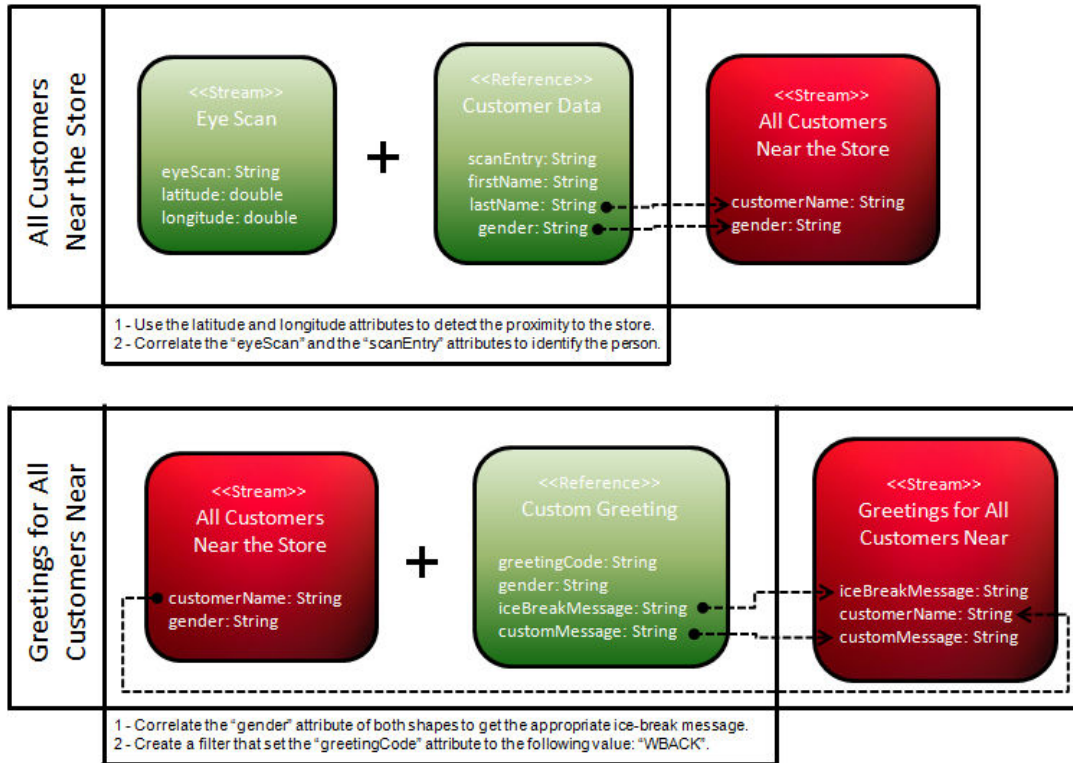 All Customers
Near the Store
<<Stream>>
Eye Scan
eyeScan: String
latitude: double
longitude: double
+
<<Reference>>
Customer Data
scanEntry: String
firstName: String
lastName: String
gender: String
<<Stream>>
All Customers
Near the Store
customerName: String
gender: String
1 - Use the latitude and longitude attributes to detect the proximity to the store.
2 - Correlate the “eyeScan” and the “scanEntry” attributes to identify the person.
Greetings for All
Customers Near
<<Stream>>
All Customers
Near the Store
customerName: String
gender: String
+
<<Reference>>
Custom Greeting
greetingCode: String
gender: String
iceBreakMessage: String
customMessage: String
<<Stream>>
Greetings for All
Customers Near
iceBreakMessage: String
customerName: String
customMessage: String
1 - Correlate the “gender” attribute of both shapes to get the appropriate ice-break message.
2 - Create a filter that set the “greetingCode” attribute to the following value: “WBACK”.